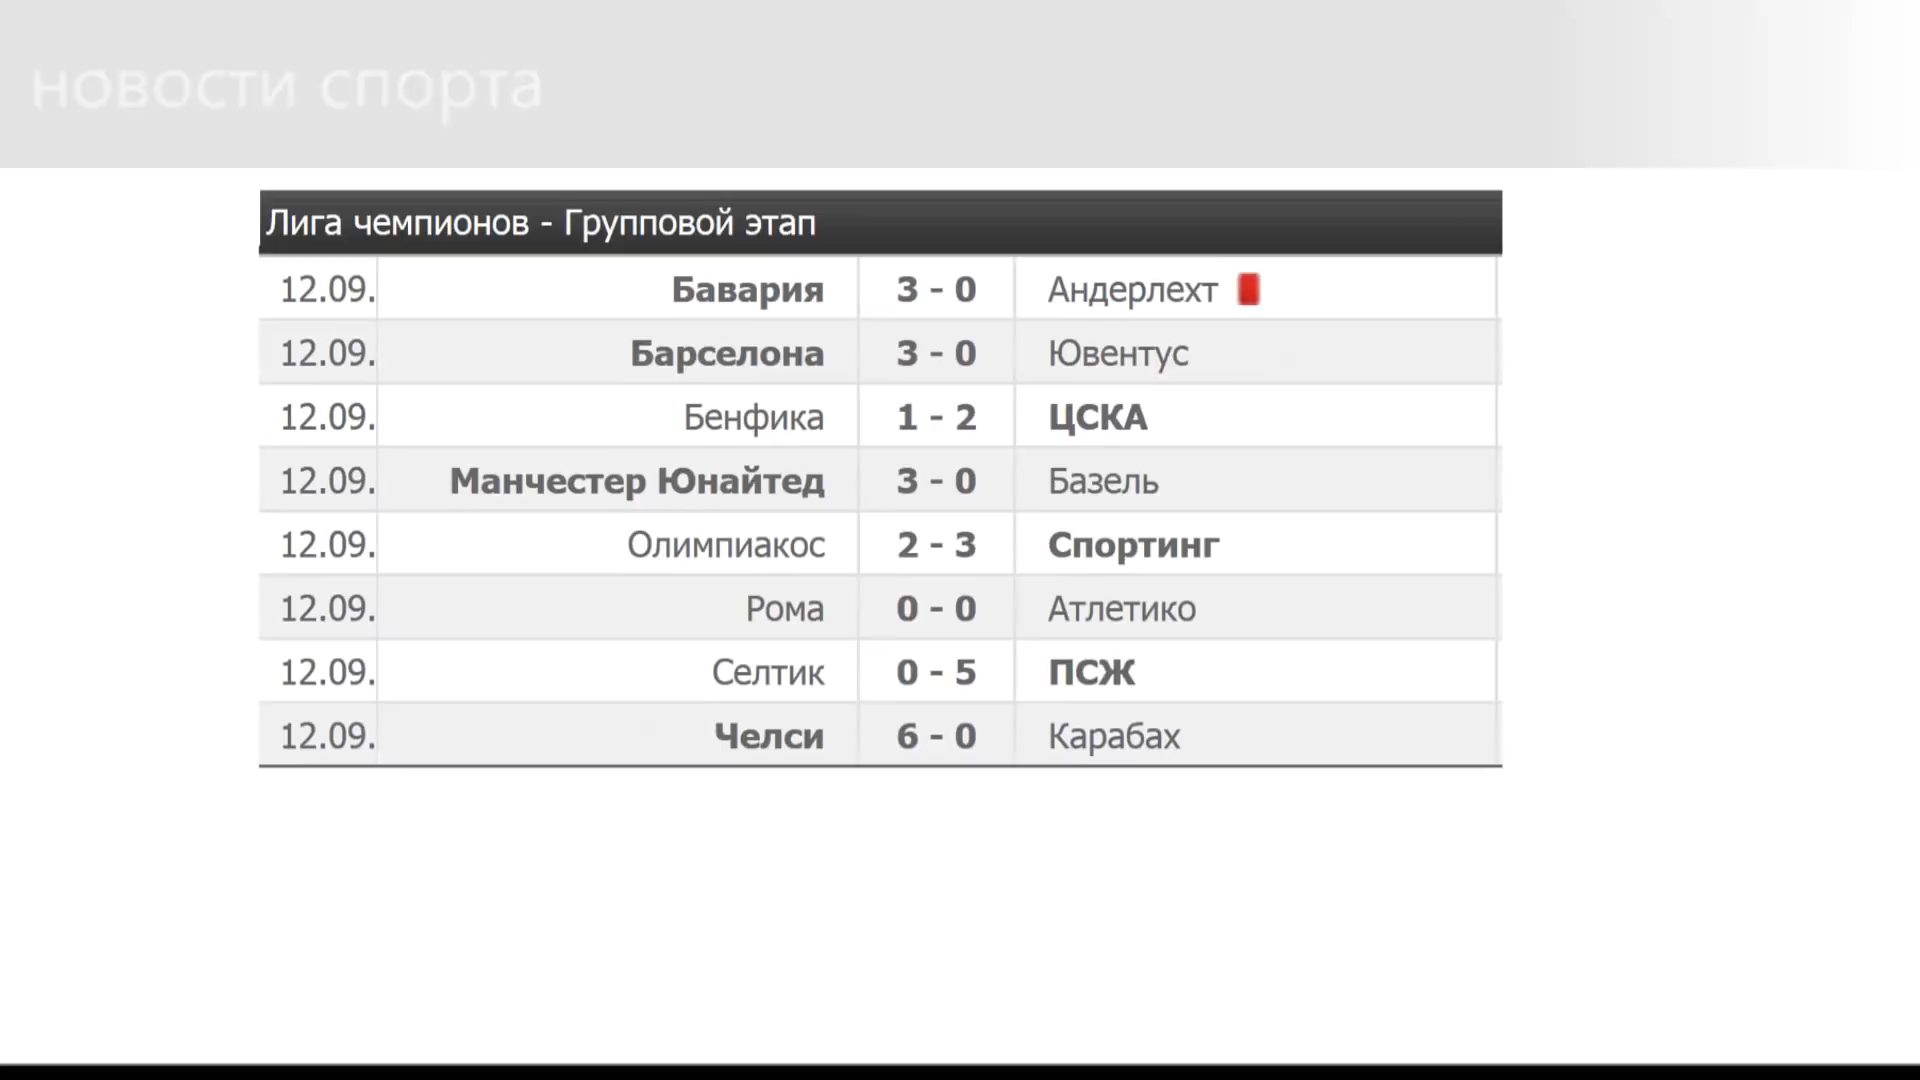 новости спорта
Лига чемпионов - Групповой этап
12.09. Бавария 3 - 0 Андерлехт
12.09. Барселона 3 - 0 Ювентус
12.09. Бенфика 1 - 2 ЦСКА
12.09. Манчестер Юнайтед 3 - 0 Базель
12.09. Олимпиакос 2 - 3 Спортинг
12.09. Рома 0 - 0 Атлетико
12.09. Селтик 0 - 5 ПСЖ
12.09. Челси 6 - 0 Карабах